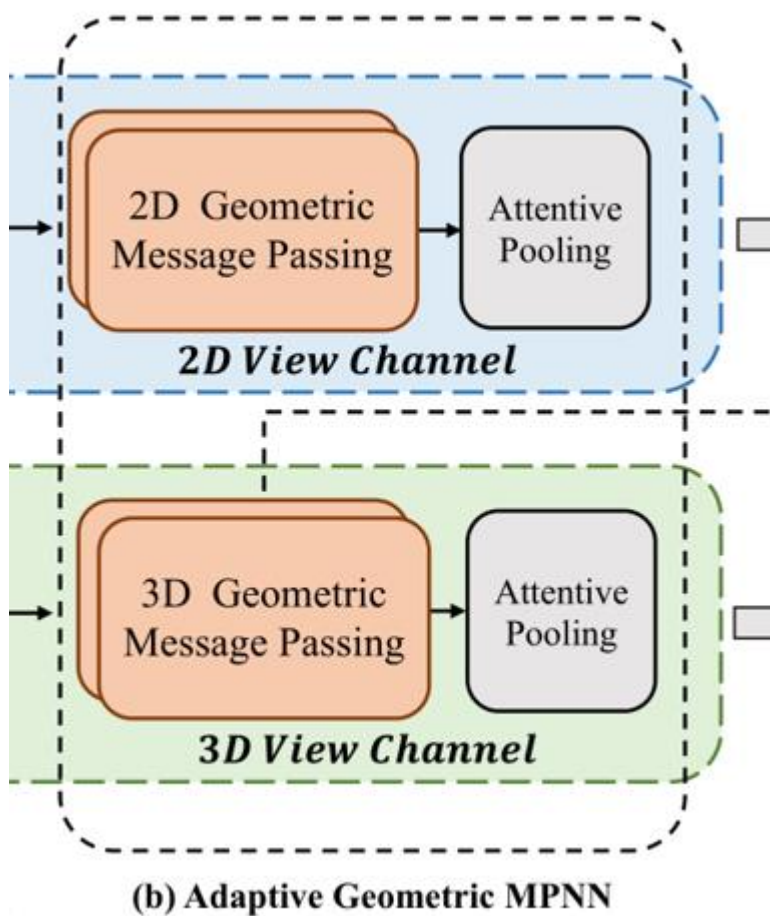 2D Geometric
Message Passing
Attentive
Pooling
2D View Channel
3D Geometric
Message Passing
Attentive
Pooling
3D View Channel
(b) Adaptive Geometric MPNN